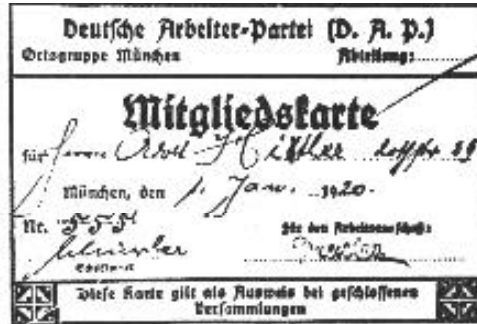 Deutsche Arbeiter-Partei (D. A. P.)
Ortsgruppe München Abteilung:
Mitgliedskarte
für Herrn Adolf Hitler
München, den 1. Jan. 1920.
Nr. 555
für den Arbeitsausschuß:
Diese Karte gilt als Ausweis bei geschlossenen
Versammlungen